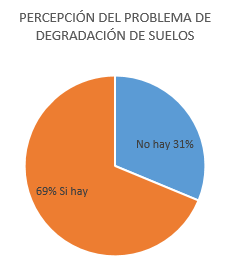 PERCEPCIÓN DEL PROBLEMA DE
DEGRADACIÓN DE SUELOS
No hay 31%
69% Si hay